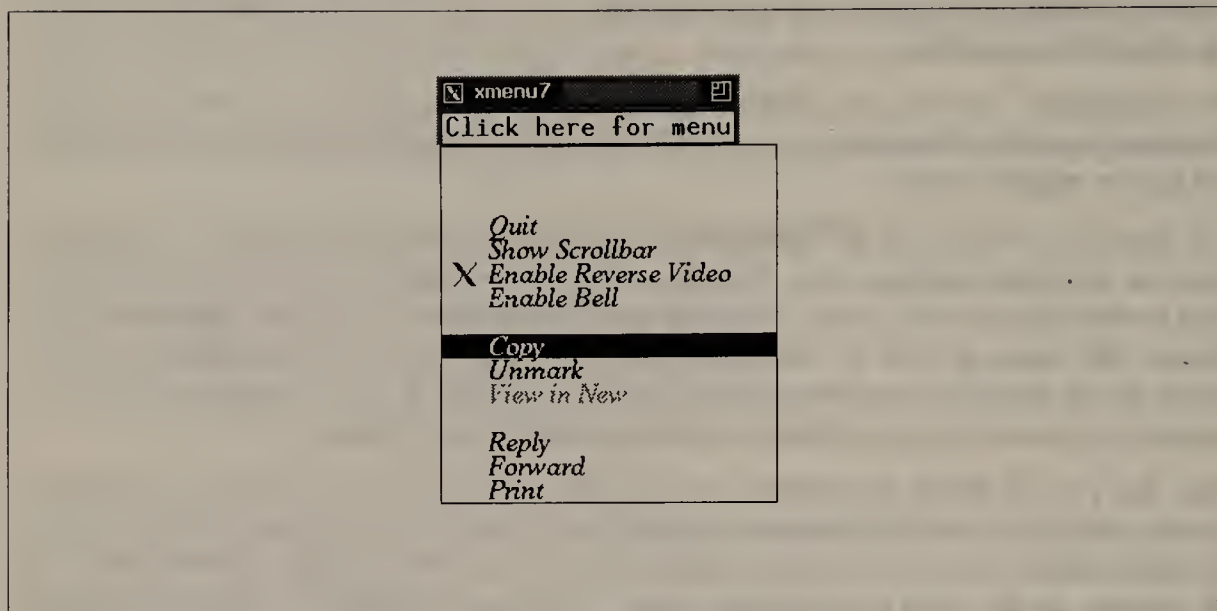 xmenu7
Click here for menu
Quit
Show Scrollbar
X Enable Reverse Video
Enable Bell
Copy
Unmark
View in New
Reply
Forward
Print